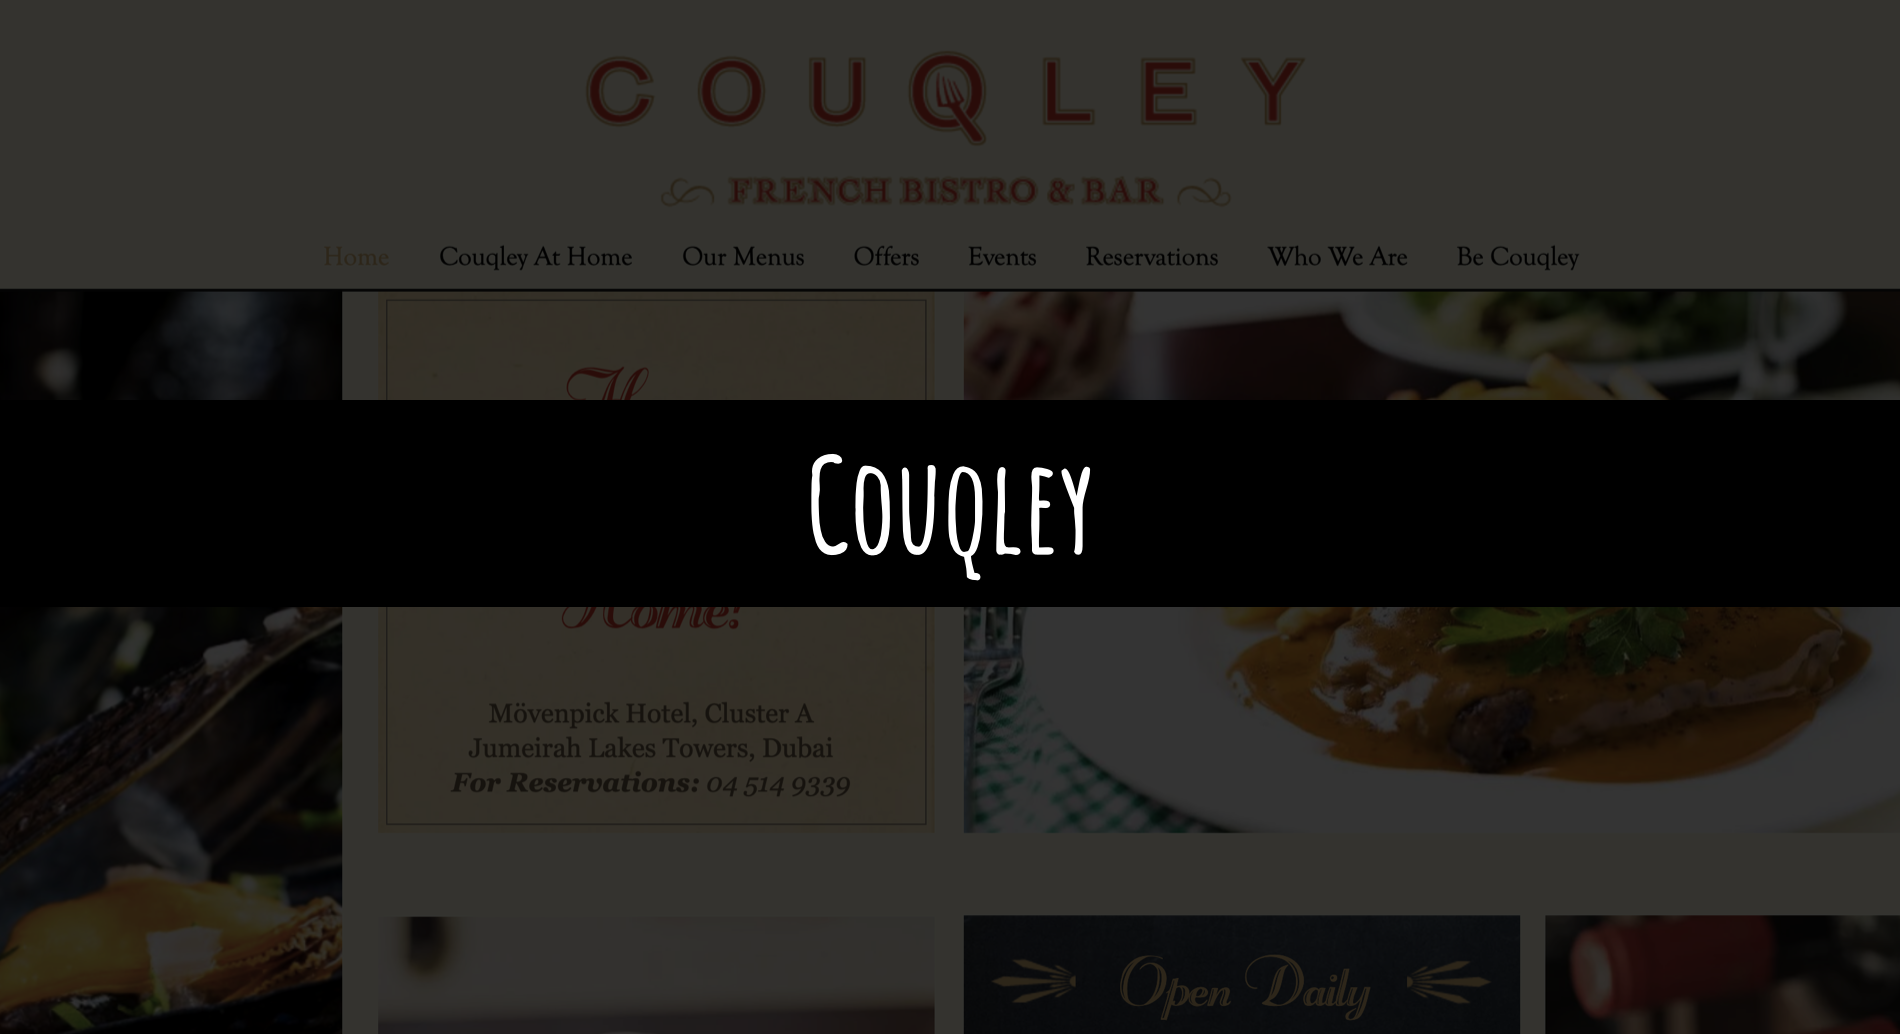 COUQLEY
FRENCH BISTRO & BAR
Home Couqley At Home Our Menus Offers Events Reservations Who We Are Be Couqley
COUQLEY
Home!
Mövenpick Hotel, Cluster A
Jumeirah Lakes Towers, Dubai
For Reservations: 04 514 9339
Open Daily